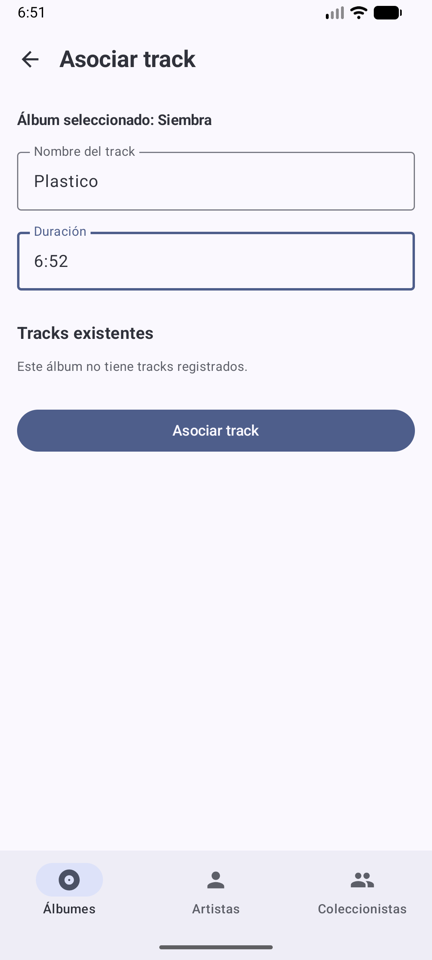 6:51
Asociar track
Álbum seleccionado: Siembra
Nombre del track
Plastico
Duración
6:52
Tracks existentes
Este álbum no tiene tracks registrados.
Asociar track
Álbumes
Artistas
Coleccionistas